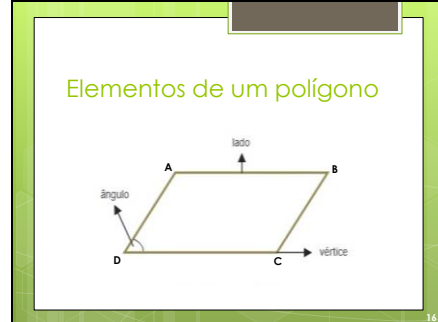 Elementos de um polígono
lado
A
B
ângulo
D
C
vértice
16